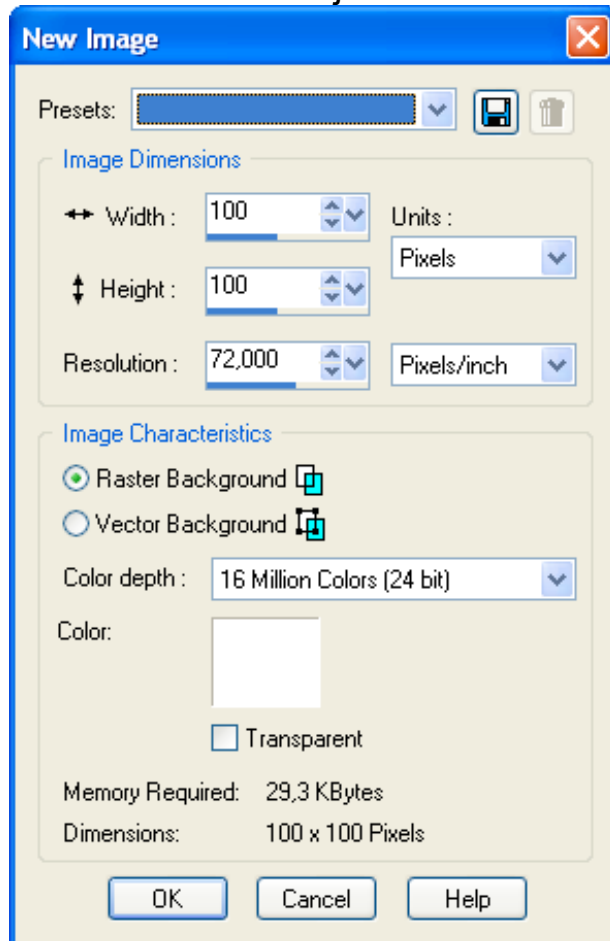 New Image
Presets:
Image Dimensions
Width : 100 Units :
Pixels
Height : 100
Resolution : 72,000 Pixels/inch
Image Characteristics
Raster Background
Vector Background
Color depth : 16 Million Colors (24 bit)
Color:
Transparent
Memory Required: 29,3 KBytes
Dimensions: 100 x 100 Pixels
OK Cancel Help